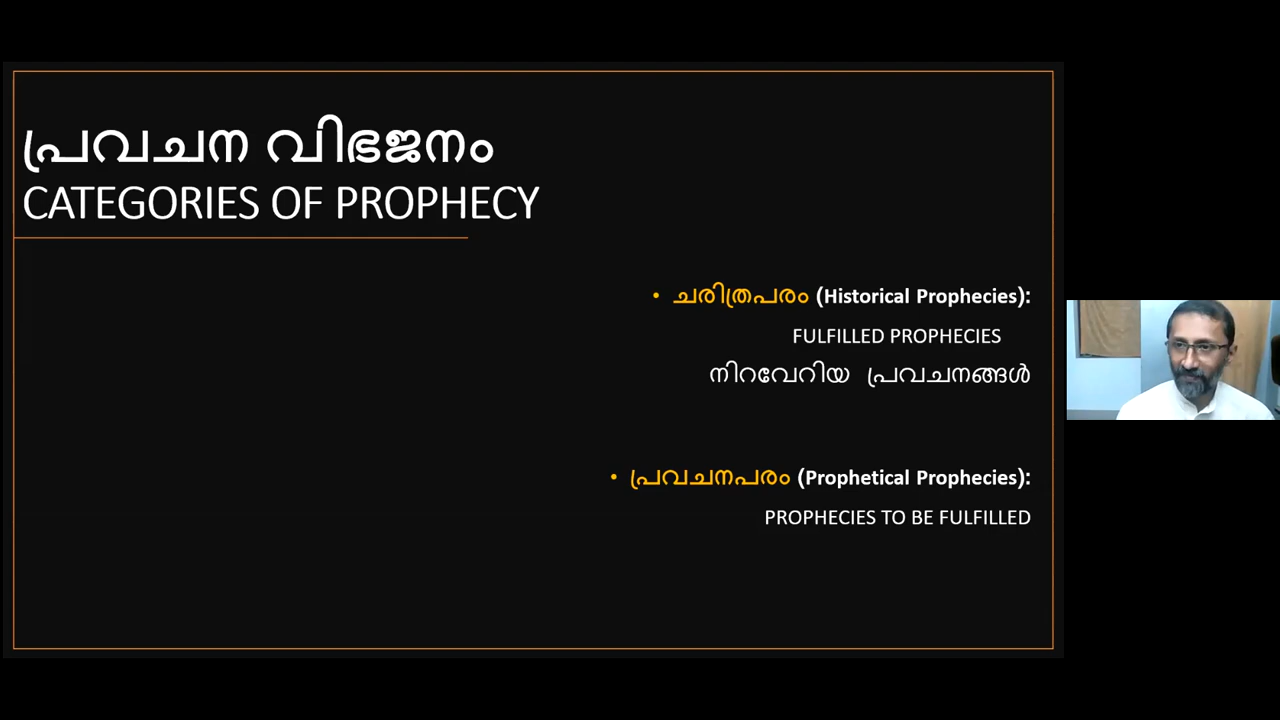 പ്രവചന വിഭജനം
CATEGORIES OF PROPHECY
• ചരിത്രപരം (Historical Prophecies):
FULFILLED PROPHECIES
നിറവേറിയ പ്രവചനങ്ങൾ
• പ്രവചനപരം (Prophetical Prophecies):
PROPHECIES TO BE FULFILLED